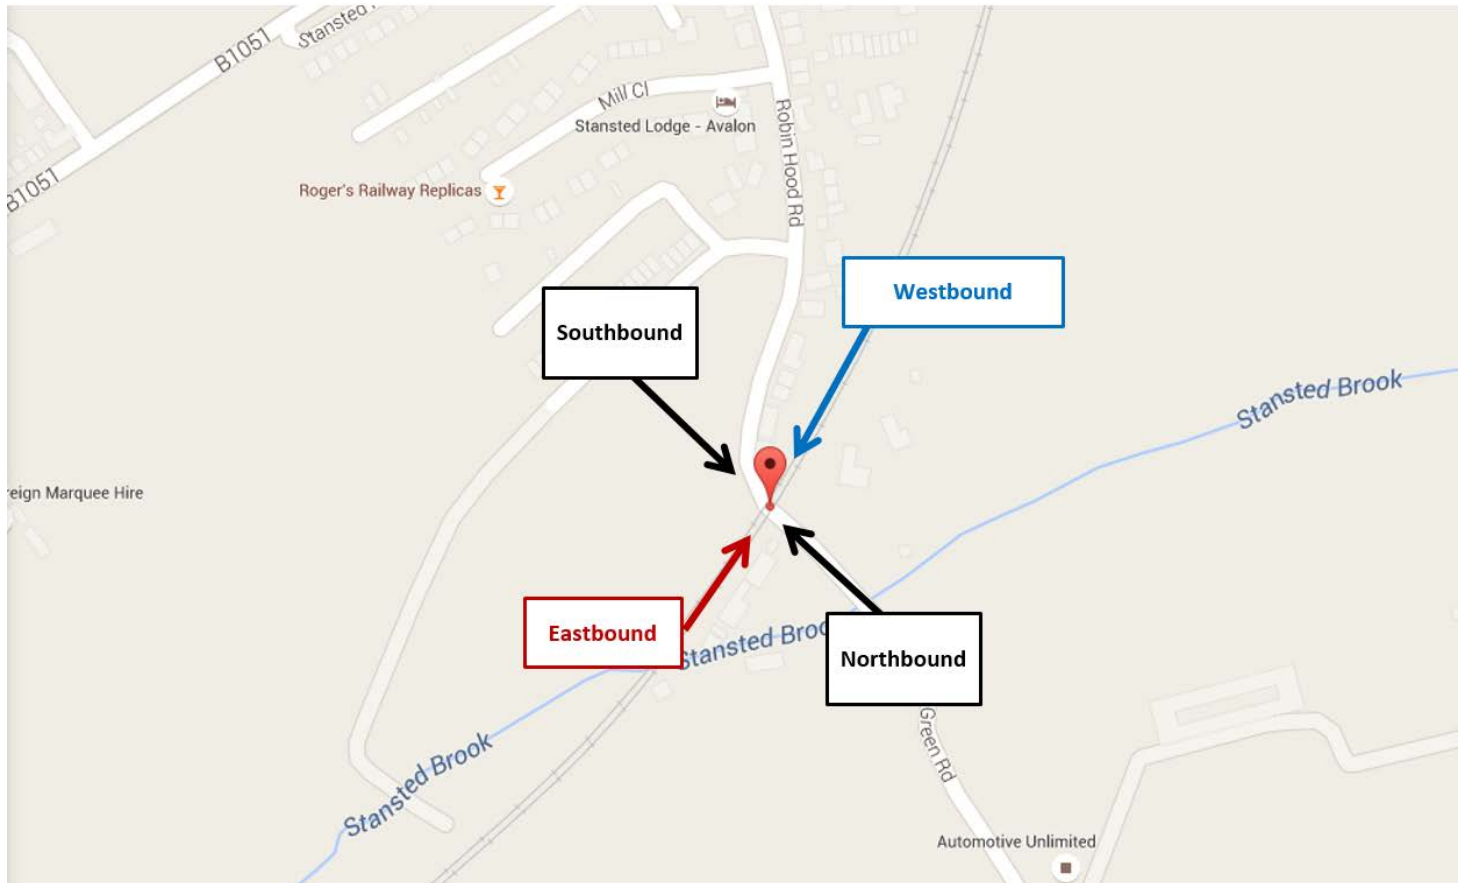 Stansted
B1051
B1051
Mill Cl
Stansted Lodge - Avalon
Robin Hood Rd
Roger's Railway Replicas
Westbound
Southbound
Stansted Brook
reign Marquee Hire
Eastbound
Stansted Broo
Northbound
Green Rd
Stansted Brook
Automotive Unlimited